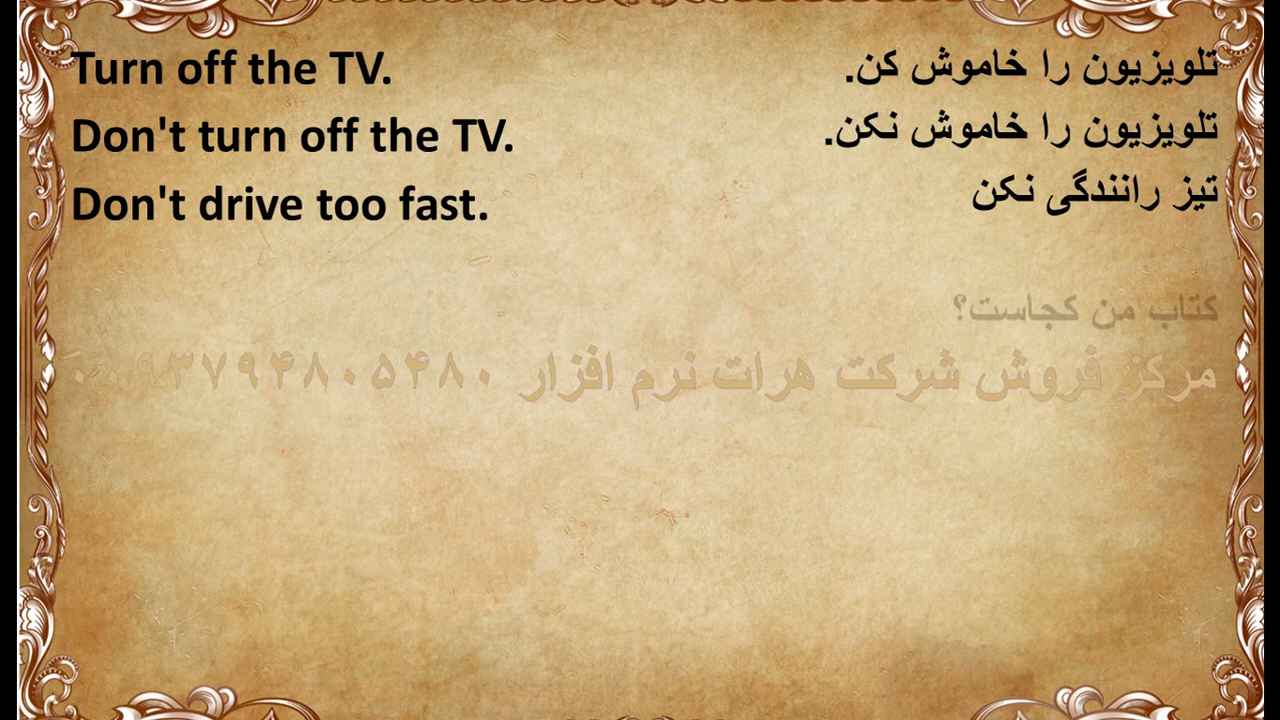 Turn off the TV. تلویزیون را خاموش کن.
Don't turn off the TV. تلویزیون را خاموش نکن.
Don't drive too fast. تیز رانندگی نکن
کتاب من کجاست؟
مرکز فروش شرکت هرات نرم افزار